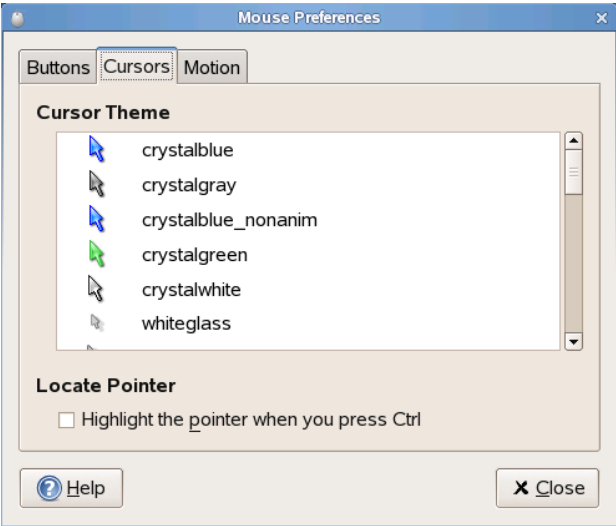 Mouse Preferences
Buttons Cursors Motion
Cursor Theme
crystalblue
crystalgray
crystalblue_nonanim
crystalgreen
crystalwhite
whiteglass
Locate Pointer
Highlight the pointer when you press Ctrl
Help Close